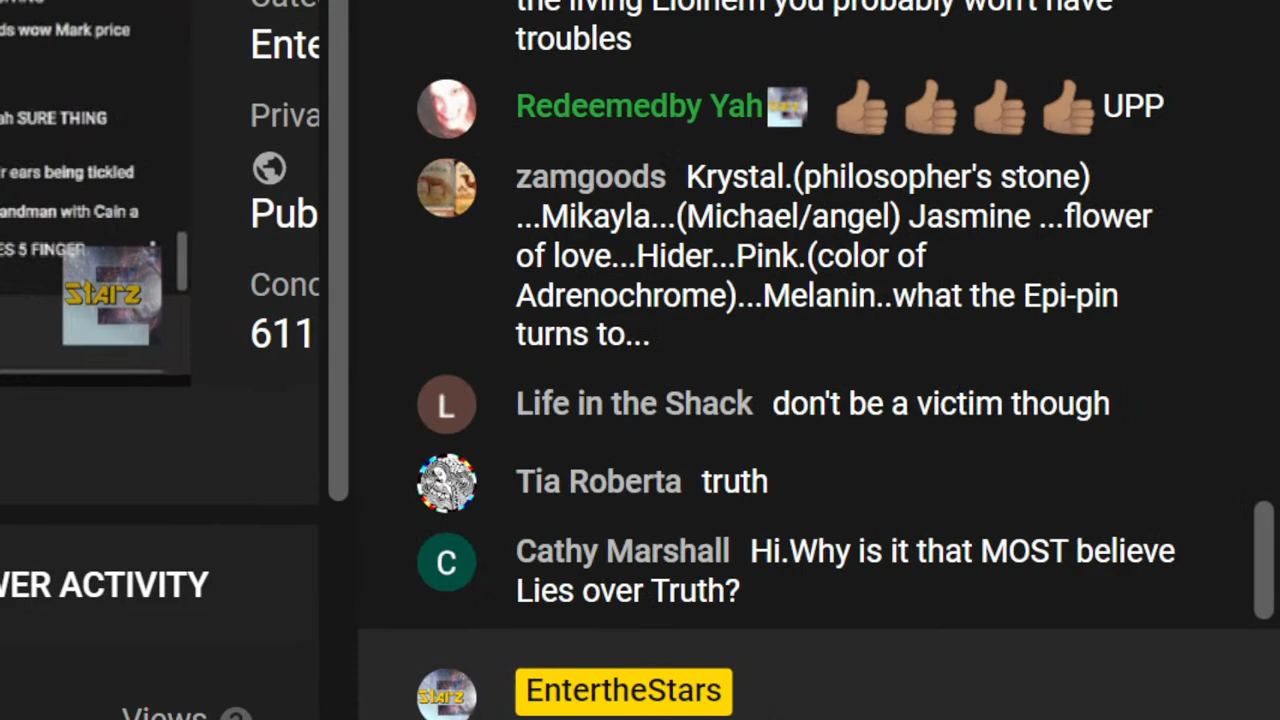 ds wow Mark price
ah SURE THING
r ears being tickled
andman with Cain a
ES 5 FINGER
Starz
Ente
Priva
Pub
Conc
611
WER ACTIVITY
Views
the living Elohem you probably won't have
troubles
Redeemedby Yah UPP
zamgoods Krystal.(philosopher's stone)
...Mikayla...(Michael/angel) Jasmine ...flower
of love...Hider...Pink.(color of
Adrenochrome)...Melanin..what the Epi-pin
turns to...
L Life in the Shack don't be a victim though
Tia Roberta truth
C Cathy Marshall Hi.Why is it that MOST believe
Lies over Truth?
Starz EntertheStars